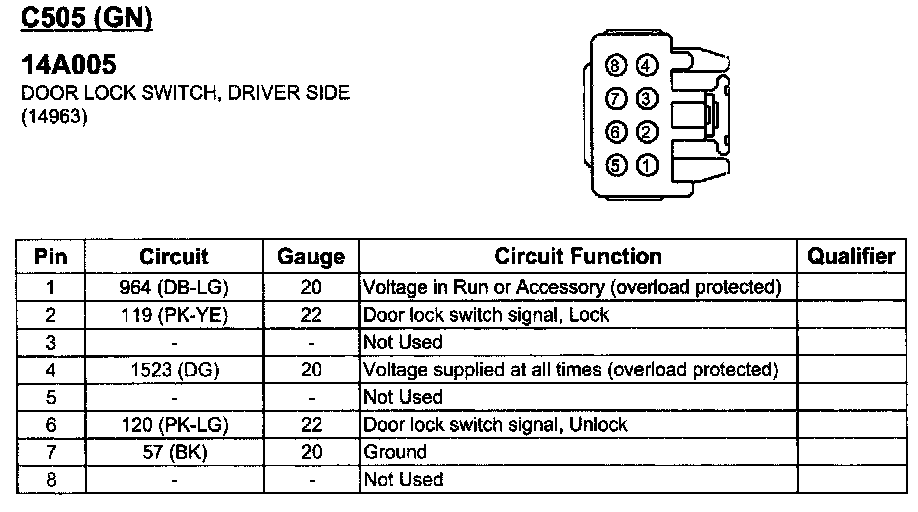 C505 (GN)
14A005
DOOR LOCK SWITCH, DRIVER SIDE
(14963)
8 4
7 3
6 2
5 1
Pin Circuit Gauge Circuit Function Qualifier
1 964 (DB-LG) 20 Voltage in Run or Accessory (overload protected)
2 119 (PK-YE) 22 Door lock switch signal, Lock
3 - - Not Used
4 1523 (DG) 20 Voltage supplied at all times (overload protected)
5 - - Not Used
6 120 (PK-LG) 22 Door lock switch signal, Unlock
7 57 (BK) 20 Ground
8 - - Not Used